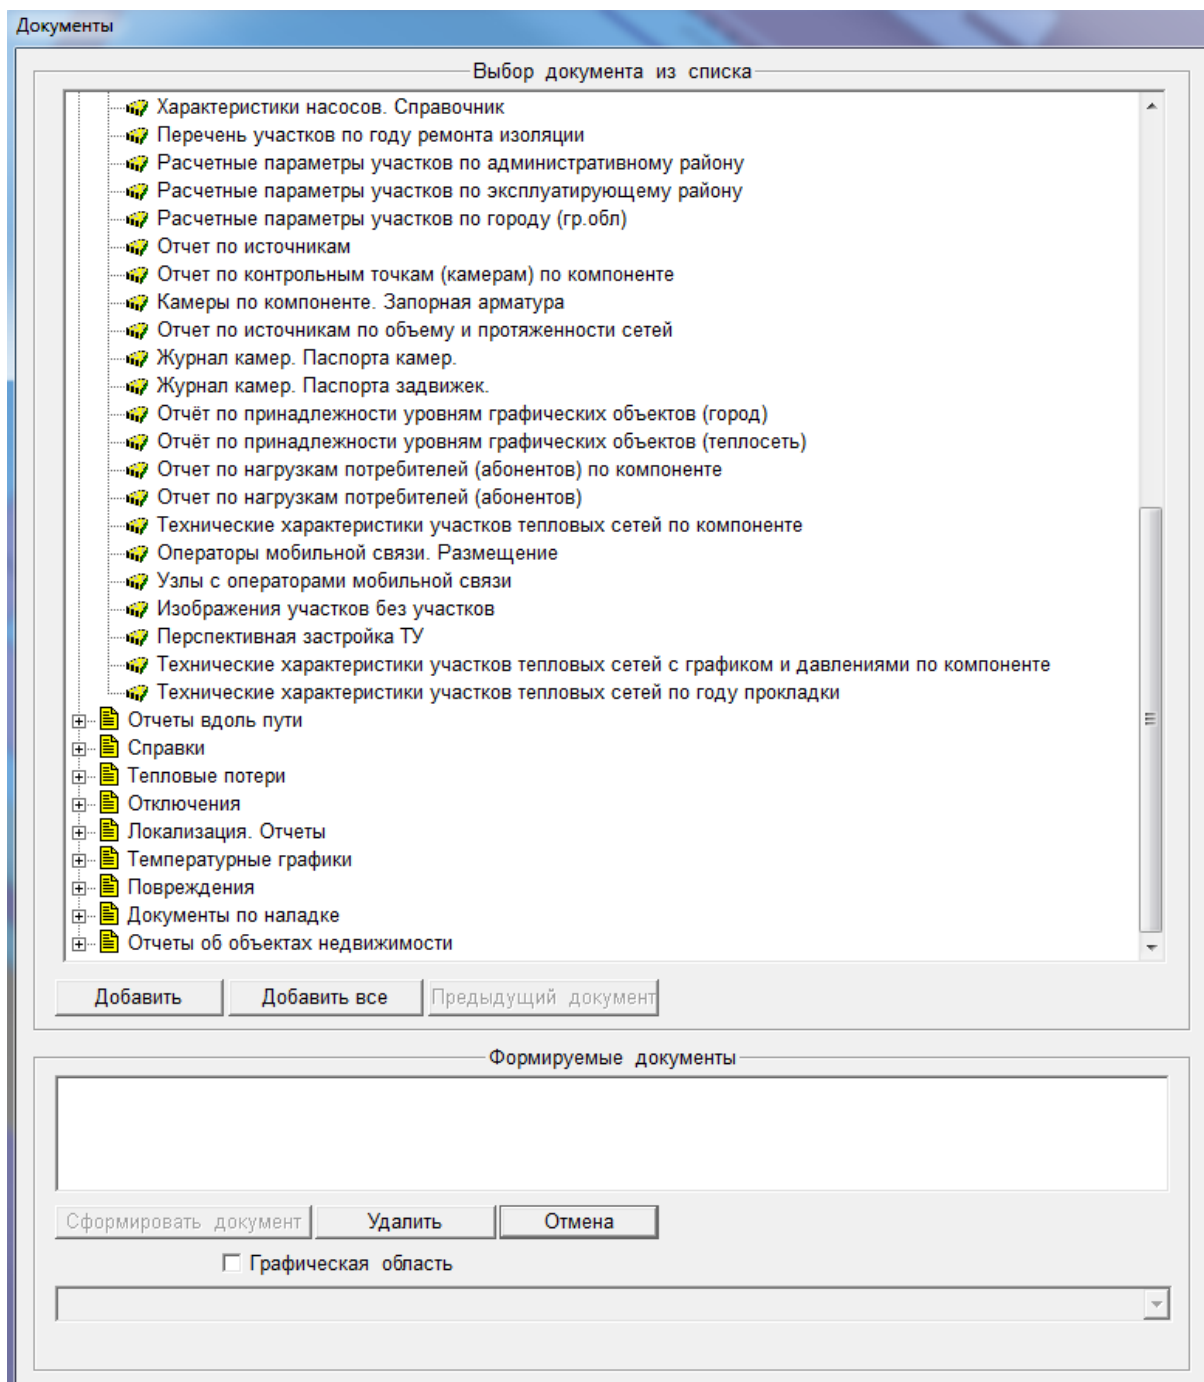 Документы
Выбор документа из списка
Характеристики насосов. Справочник
Перечень участков по году ремонта изоляции
Расчетные параметры участков по административному району
Расчетные параметры участков по эксплуатирующему району
Расчетные параметры участков по городу (гр.обл)
Отчет по источникам
Отчет по контрольным точкам (камерам) по компоненте
Камеры по компоненте. Запорная арматура
Отчет по источникам по объему и протяженности сетей
Журнал камер. Паспорта камер.
Журнал камер. Паспорта задвижек.
Отчёт по принадлежности уровням графических объектов (город)
Отчёт по принадлежности уровням графических объектов (теплосеть)
Отчет по нагрузкам потребителей (абонентов) по компоненте
Отчет по нагрузкам потребителей (абонентов)
Технические характеристики участков тепловых сетей по компоненте
Операторы мобильной связи. Размещение
Узлы с операторами мобильной связи
Изображения участков без участков
Перспективная застройка ТУ
Технические характеристики участков тепловых сетей с графиком и давлениями по компоненте
Технические характеристики участков тепловых сетей по году прокладки
Отчеты вдоль пути
Справки
Тепловые потери
Отключения
Локализация. Отчеты
Температурные графики
Повреждения
Документы по наладке
Отчеты об объектах недвижимости
Добавить Добавить все Предыдущий документ
Формируемые документы
Сформировать документ Удалить Отмена
Графическая область